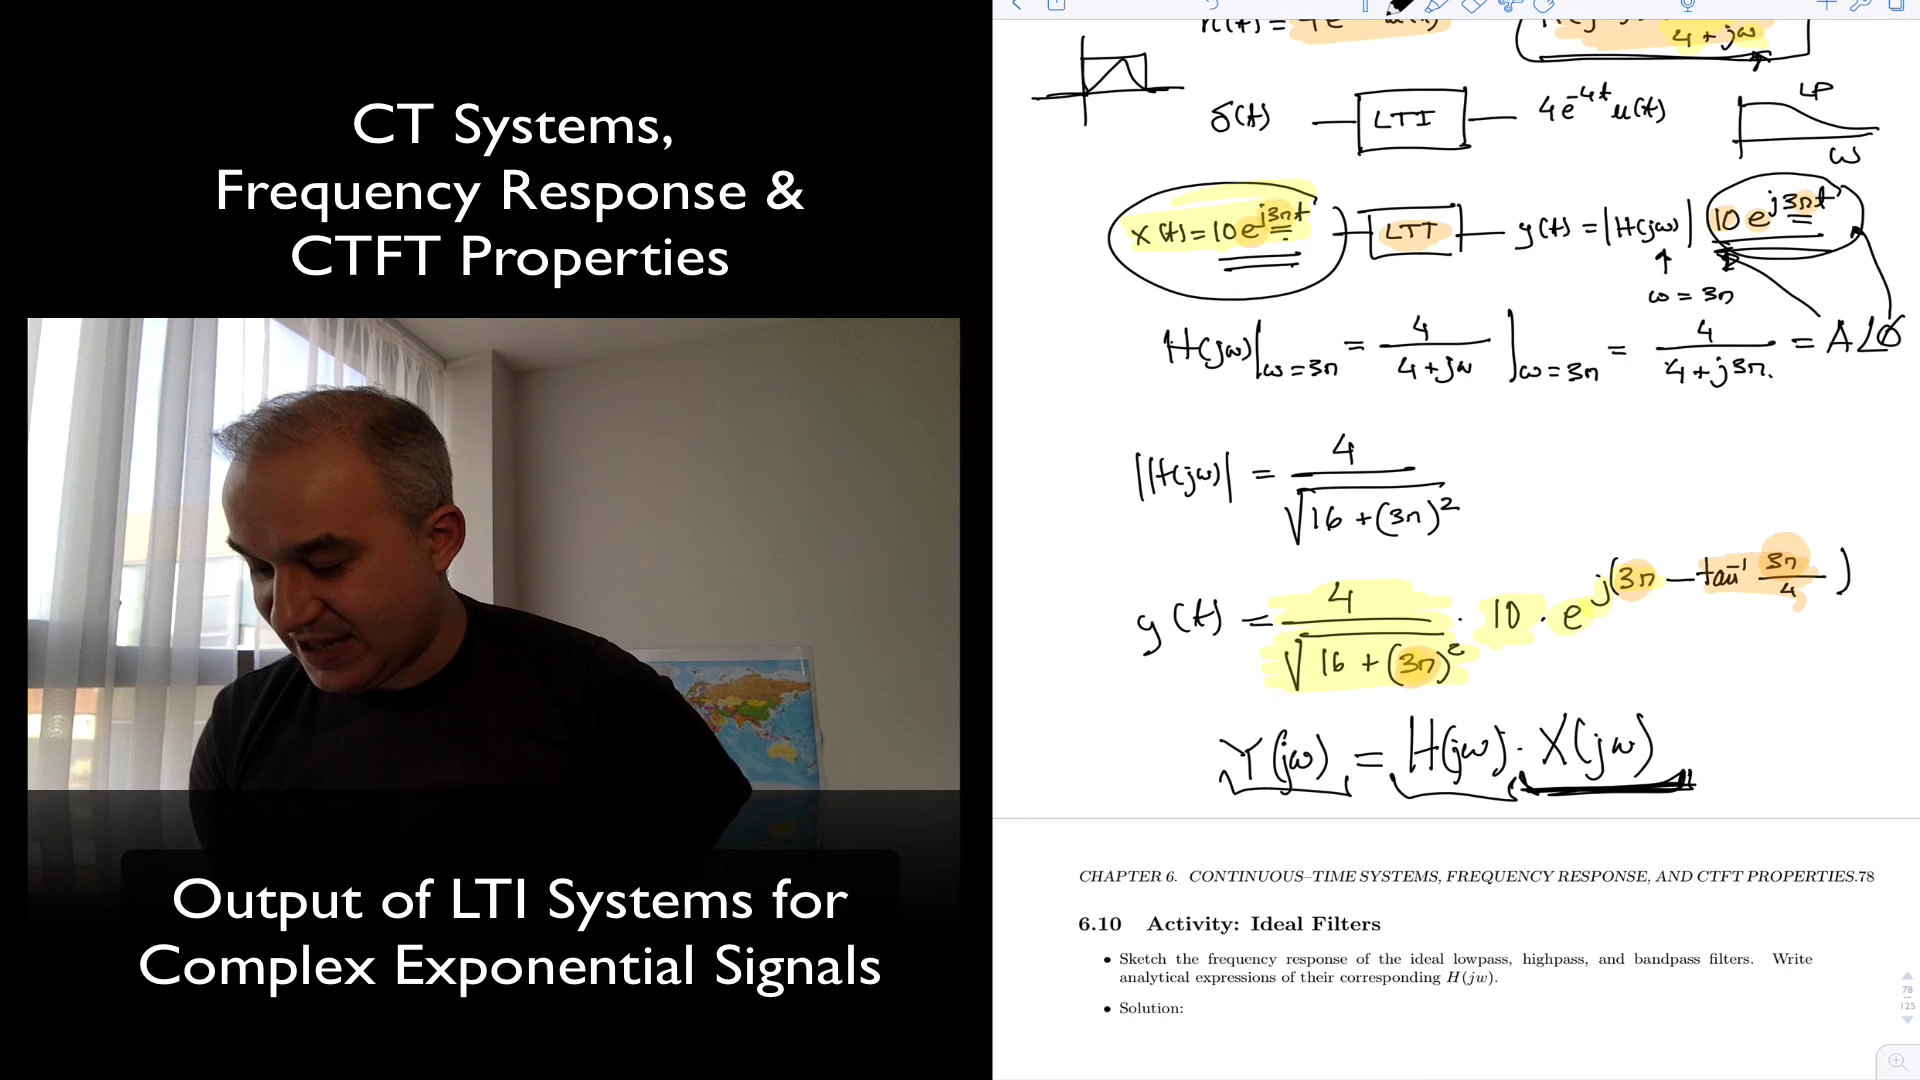 CT Systems,
Frequency Response &
CTFT Properties
Output of LTI Systems for
Complex Exponential Signals
4 + jω
δ(t) LTI 4e^-4t u(t)
LP
ω
x(t) = 10e^j3πt LTI y(t) = |H(jω)| 10e^j3πt
ω = 3π
H(jω)|ω=3π = 4/(4+jω)|ω=3π = 4/(4+j3π) = A∠Ø
|H(jω)| = 4/√(16+(3π)²)
y(t) = 4/√(16+(3π)²) · 10 · e^j(3π − tan⁻¹ 3π/4)
Y(jω) = H(jω) · X(jω)
CHAPTER 6. CONTINUOUS–TIME SYSTEMS, FREQUENCY RESPONSE, AND CTFT PROPERTIES.78
6.10 Activity: Ideal Filters
• Sketch the frequency response of the ideal lowpass, highpass, and bandpass filters. Write
analytical expressions of their corresponding H(jw).
• Solution:
78
125